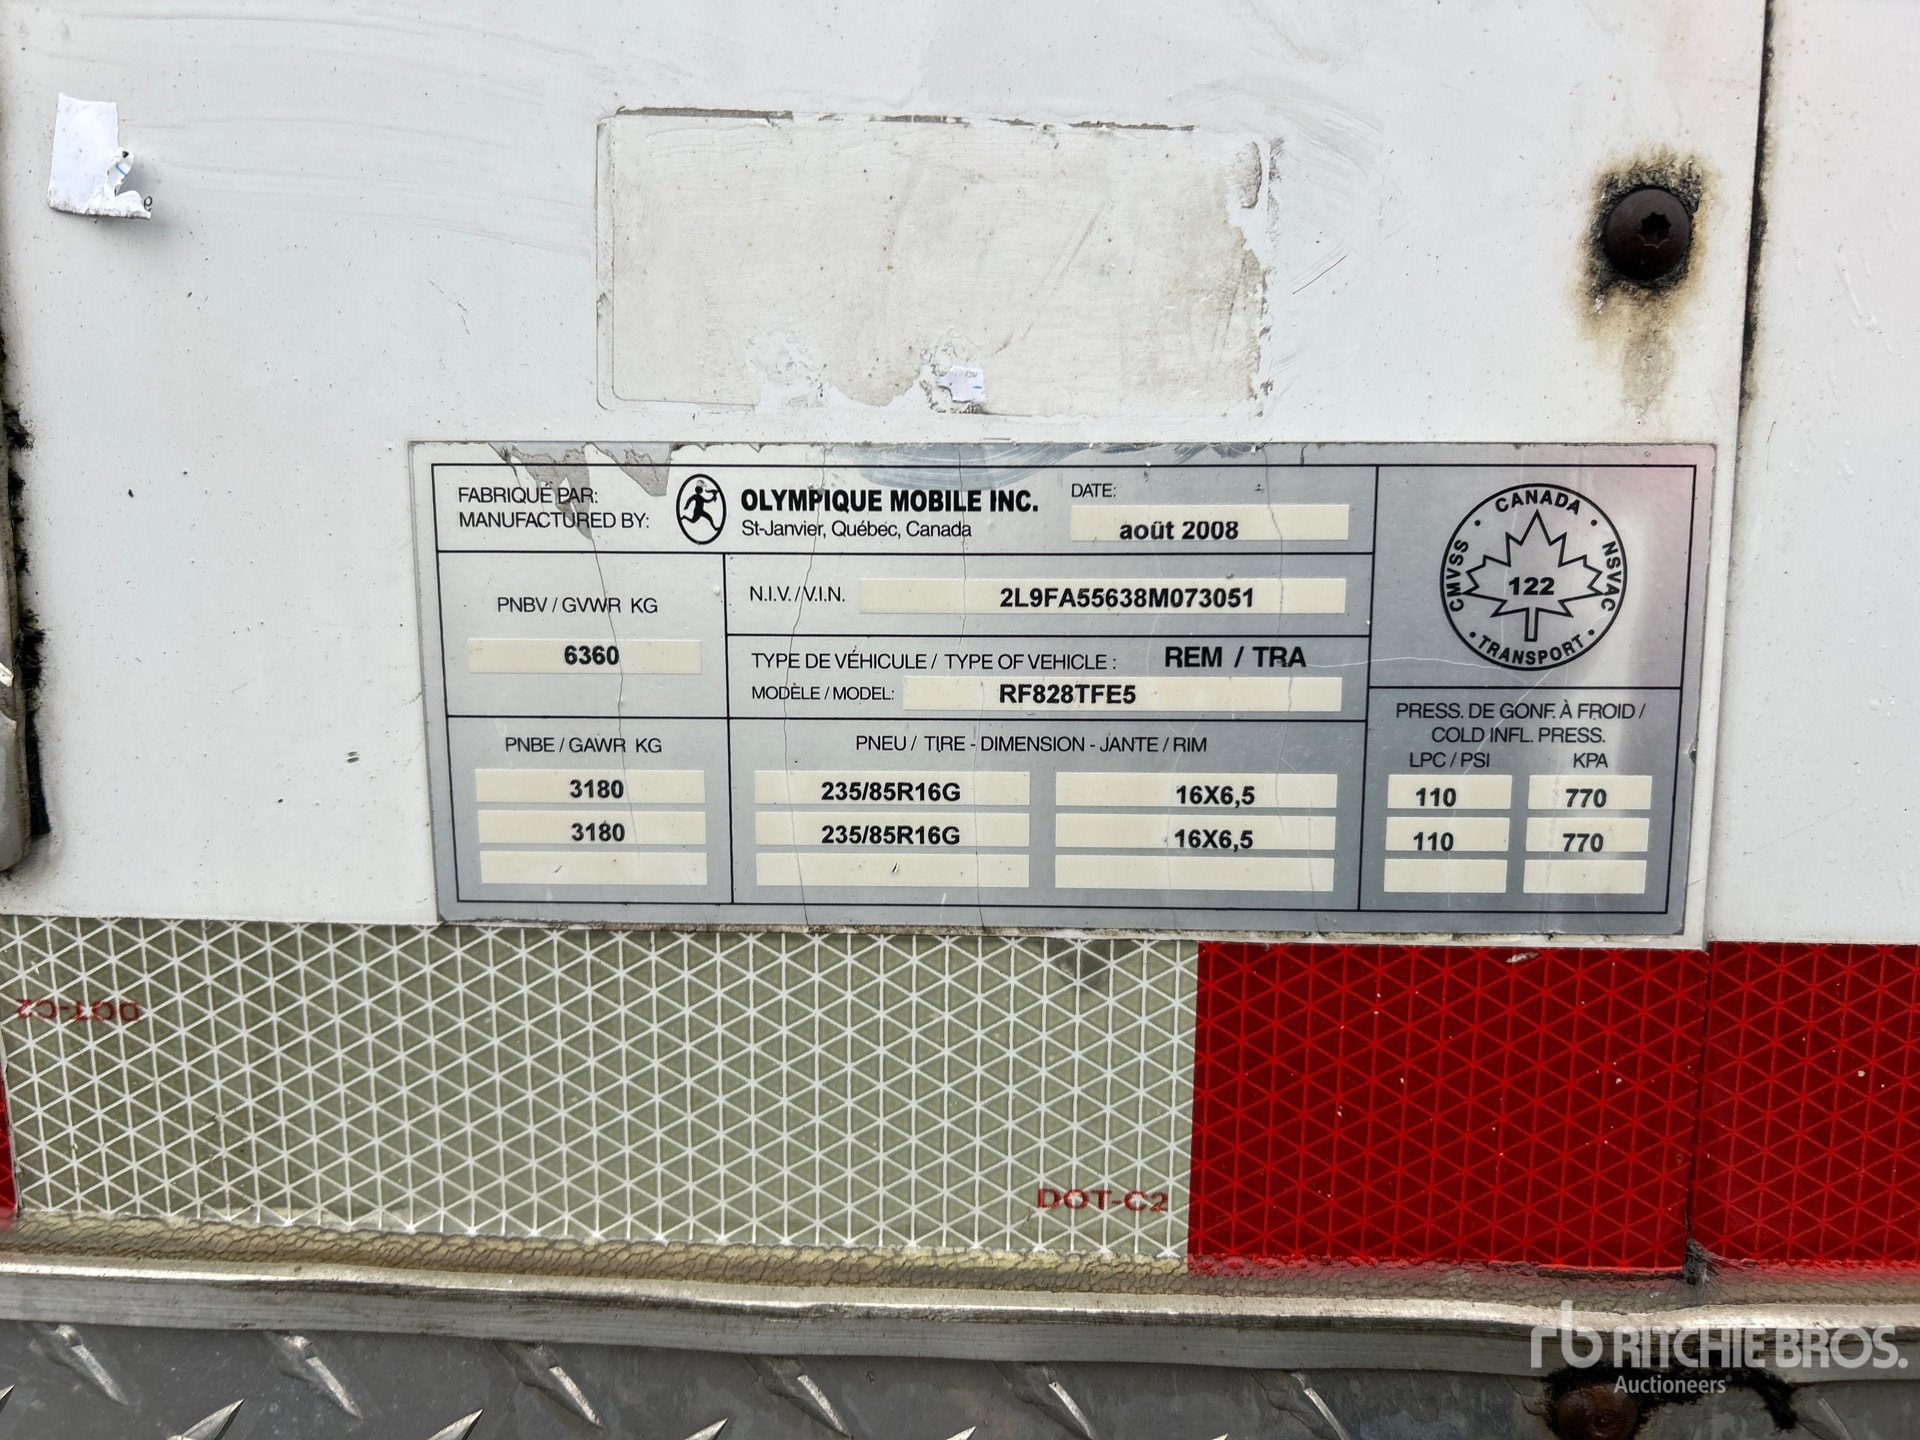 FABRIQUÉ PAR:
MANUFACTURED BY:
OLYMPIQUE MOBILE INC.
St-Janvier, Québec, Canada
DATE:
août 2008
PNBV / GVWR KG
6360
N.I.V. / V.I.N.
2L9FA55638M073051
TYPE DE VÉHICULE / TYPE OF VEHICLE : REM / TRA
MODÈLE / MODEL: RF828TFE5
CANADA
CMVSS
NSVAC
122
TRANSPORT
PNBE / GAWR KG
3180
3180
PNEU / TIRE - DIMENSION - JANTE / RIM
235/85R16G 16X6,5
235/85R16G 16X6,5
PRESS. DE GONF. À FROID /
COLD INFL. PRESS.
LPC / PSI KPA
110 770
110 770
DOT-C2
DOT-C2
rb RITCHIE BROS.
Auctioneers